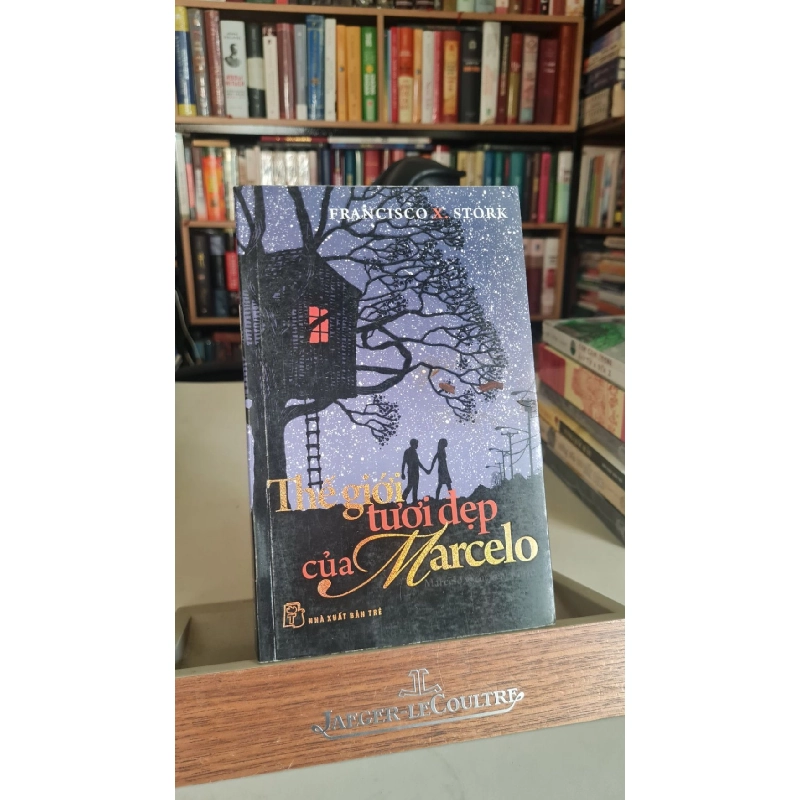 FRANCISCO X. STORK
Thế giới
tươi đẹp
của Marcelo
NHÀ XUẤT BẢN TRẺ
JAEGER-LECOULTRE